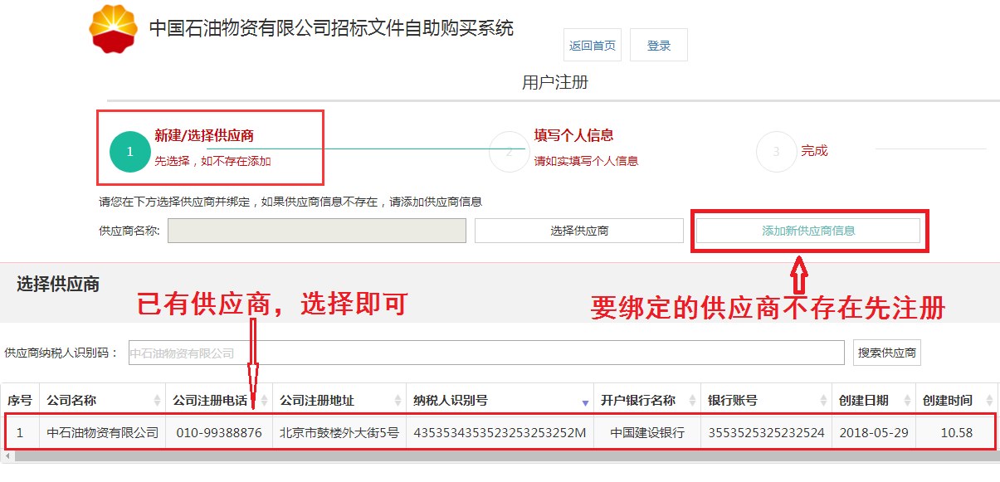 中国石油物资有限公司招标文件自助购买系统
返回首页 登录
用户注册
1 新建/选择供应商 2 填写个人信息 3 完成
先选择，如不存在添加 请如实填写个人信息
请您在下方选择供应商并绑定，如果供应商信息不存在，请添加供应商信息
供应商名称: 选择供应商 添加新供应商信息
选择供应商
已有供应商，选择即可 要绑定的供应商不存在先注册
供应商纳税人识别码： 中石油物资有限公司 搜索供应商
序号 公司名称 公司注册电话 公司注册地址 纳税人识别号 开户银行名称 银行账号 创建日期 创建时间
1 中石油物资有限公司 010-99388876 北京市鼓楼外大街5号 4353534353523253253252M 中国建设银行 3553525325232524 2018-05-29 10.58